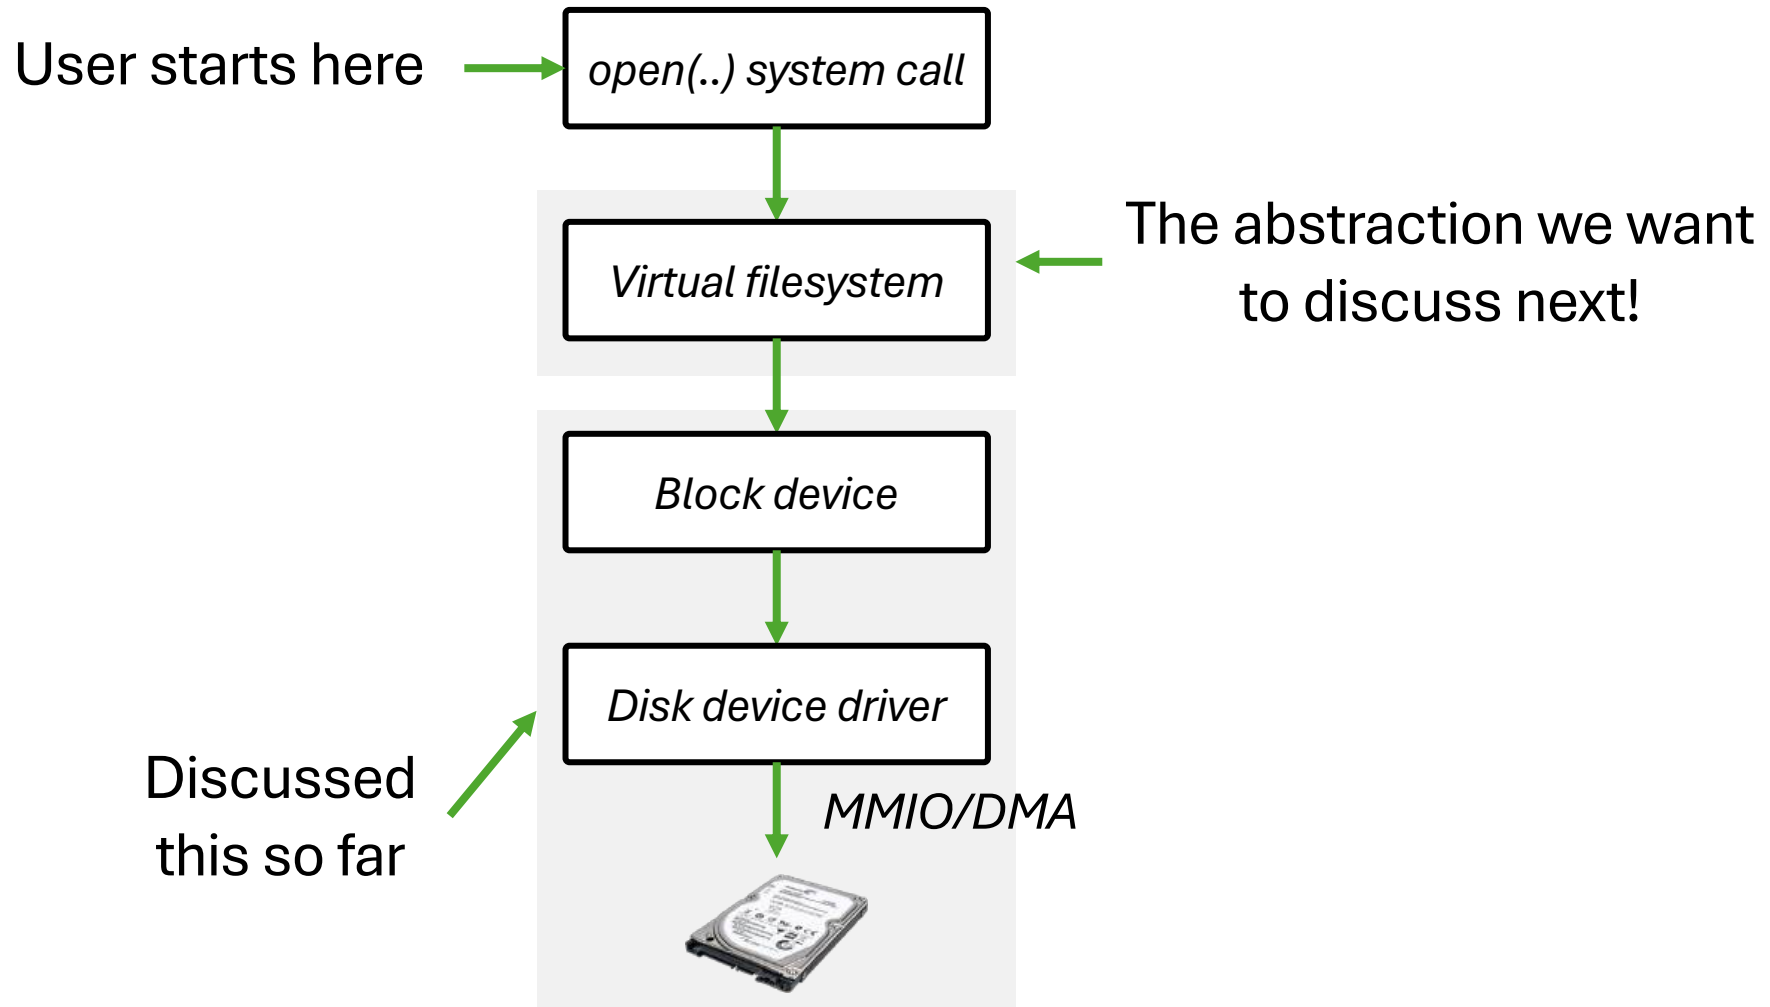 User starts here
open(..) system call
Virtual filesystem
The abstraction we want
to discuss next!
Block device
Disk device driver
Discussed
this so far
MMIO/DMA